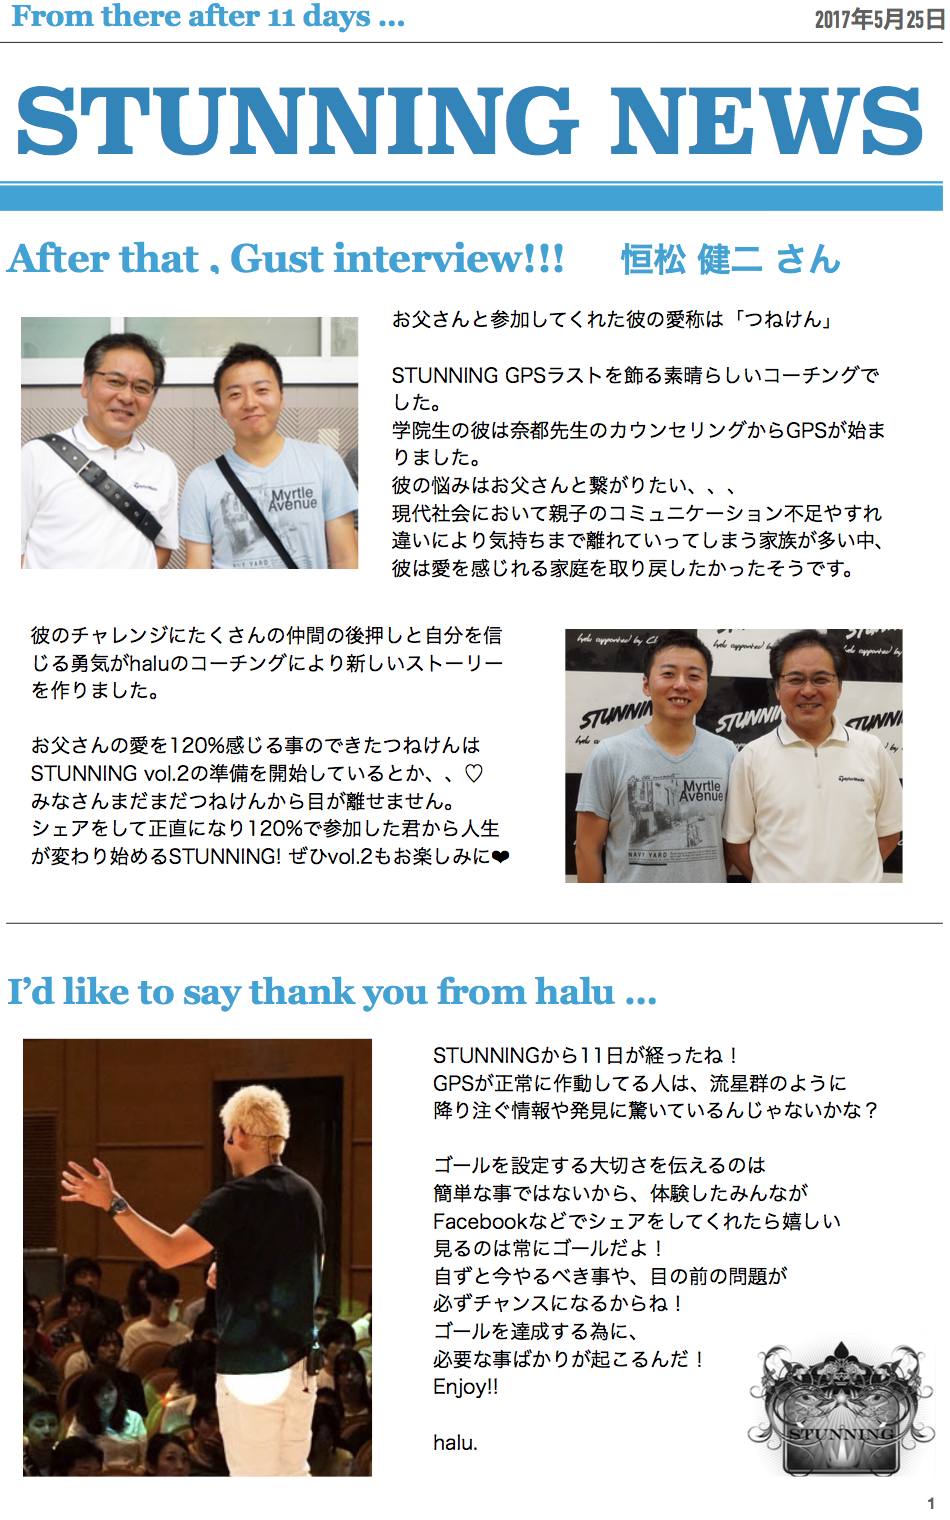 From there after 11 days ...
2017年5月25日
STUNNING NEWS
After that , Gust interview!!!
恒松 健二 さん
お父さんと参加してくれた彼の愛称は「つねけん」
STUNNING GPSラストを飾る素晴らしいコーチングで
した。
学院生の彼は奈都先生のカウンセリングからGPSが始ま
りました。
彼の悩みはお父さんと繋がりたい、、、
現代社会において親子のコミュニケーション不足やすれ
違いにより気持ちまで離れていってしまう家族が多い中、
彼は愛を感じれる家庭を取り戻したかったそうです。
TaylorMade
Myrtle
Avenue
NAVY YARD
彼のチャレンジにたくさんの仲間の後押しと自分を信
じる勇気がhaluのコーチングにより新しいストーリー
を作りました。
お父さんの愛を120%感じる事のできたつねけんは
STUNNING vol.2の準備を開始しているとか、、♡
みなさんまだまだつねけんから目が離せません。
シェアをして正直になり120%で参加した君から人生
が変わり始めるSTUNNING! ぜひvol.2もお楽しみに❤
STUNNIN
STUNNIN
STUNN
Myrtle
Avenue
NAVY YARD
TaylorMade
I’d like to say thank you from halu ...
STUNNINGから11日が経ったね！
GPSが正常に作動してる人は、流星群のように
降り注ぐ情報や発見に驚いているんじゃないかな？
ゴールを設定する大切さを伝えるのは
簡単な事ではないから、体験したみんなが
Facebookなどでシェアをしてくれたら嬉しい
見るのは常にゴールだよ！
自ずと今やるべき事や、目の前の問題が
必ずチャンスになるからね！
ゴールを達成する為に、
必要な事ばかりが起こるんだ！
Enjoy!!
halu.
STUNNING
1